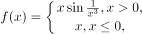 f(x) = { x sin 1/x³, x > 0,
x, x ≤ 0,